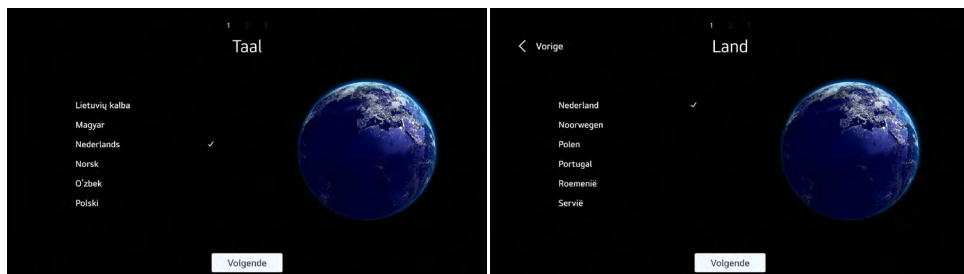 1 2 3
Taal
Lietuvių kalba
Magyar
Nederlands
Norsk
O'zbek
Polski
Volgende
1 2 3
Vorige
Land
Nederland
Noorwegen
Polen
Portugal
Roemenië
Servië
Volgende